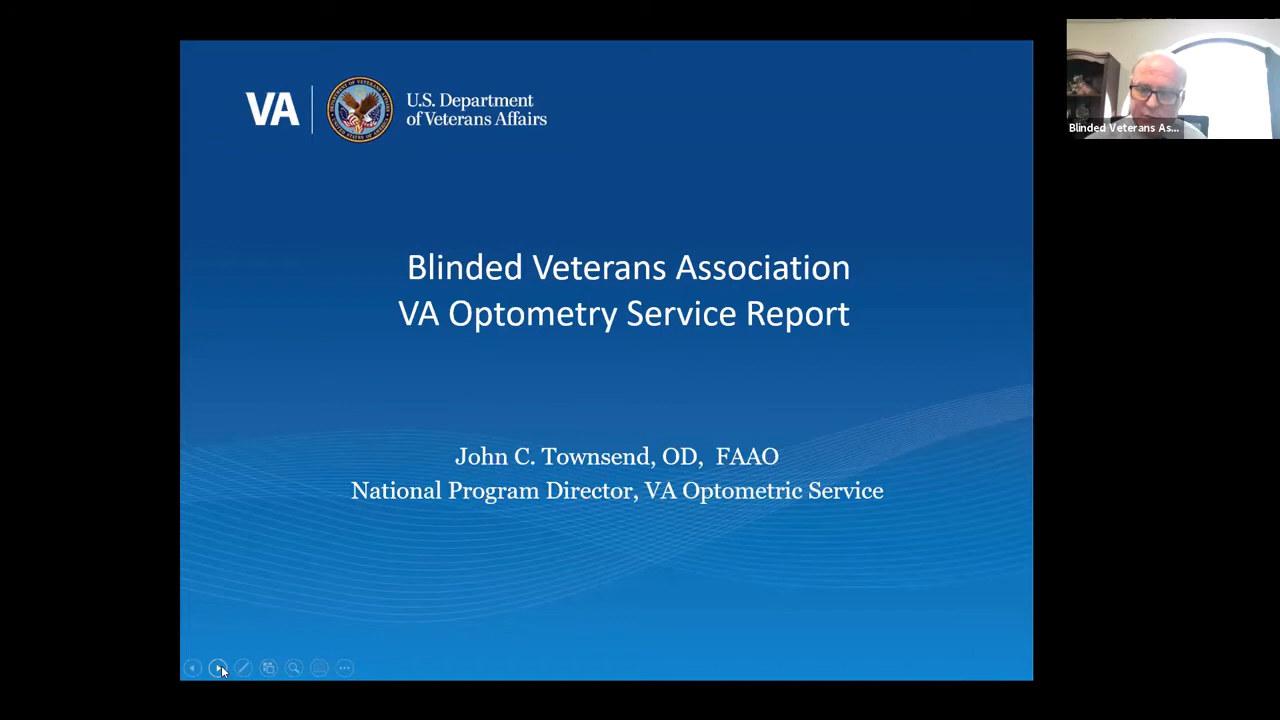 VA
U.S. Department
of Veterans Affairs
Blinded Veterans Association
VA Optometry Service Report
John C. Townsend, OD, FAAO
National Program Director, VA Optometric Service
Blinded Veterans As...